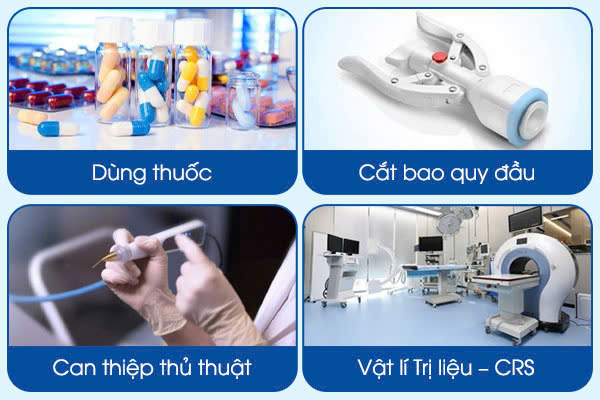 Dùng thuốc
Cắt bao quy đầu
Can thiệp thủ thuật
Vật lí Trị liệu – CRS